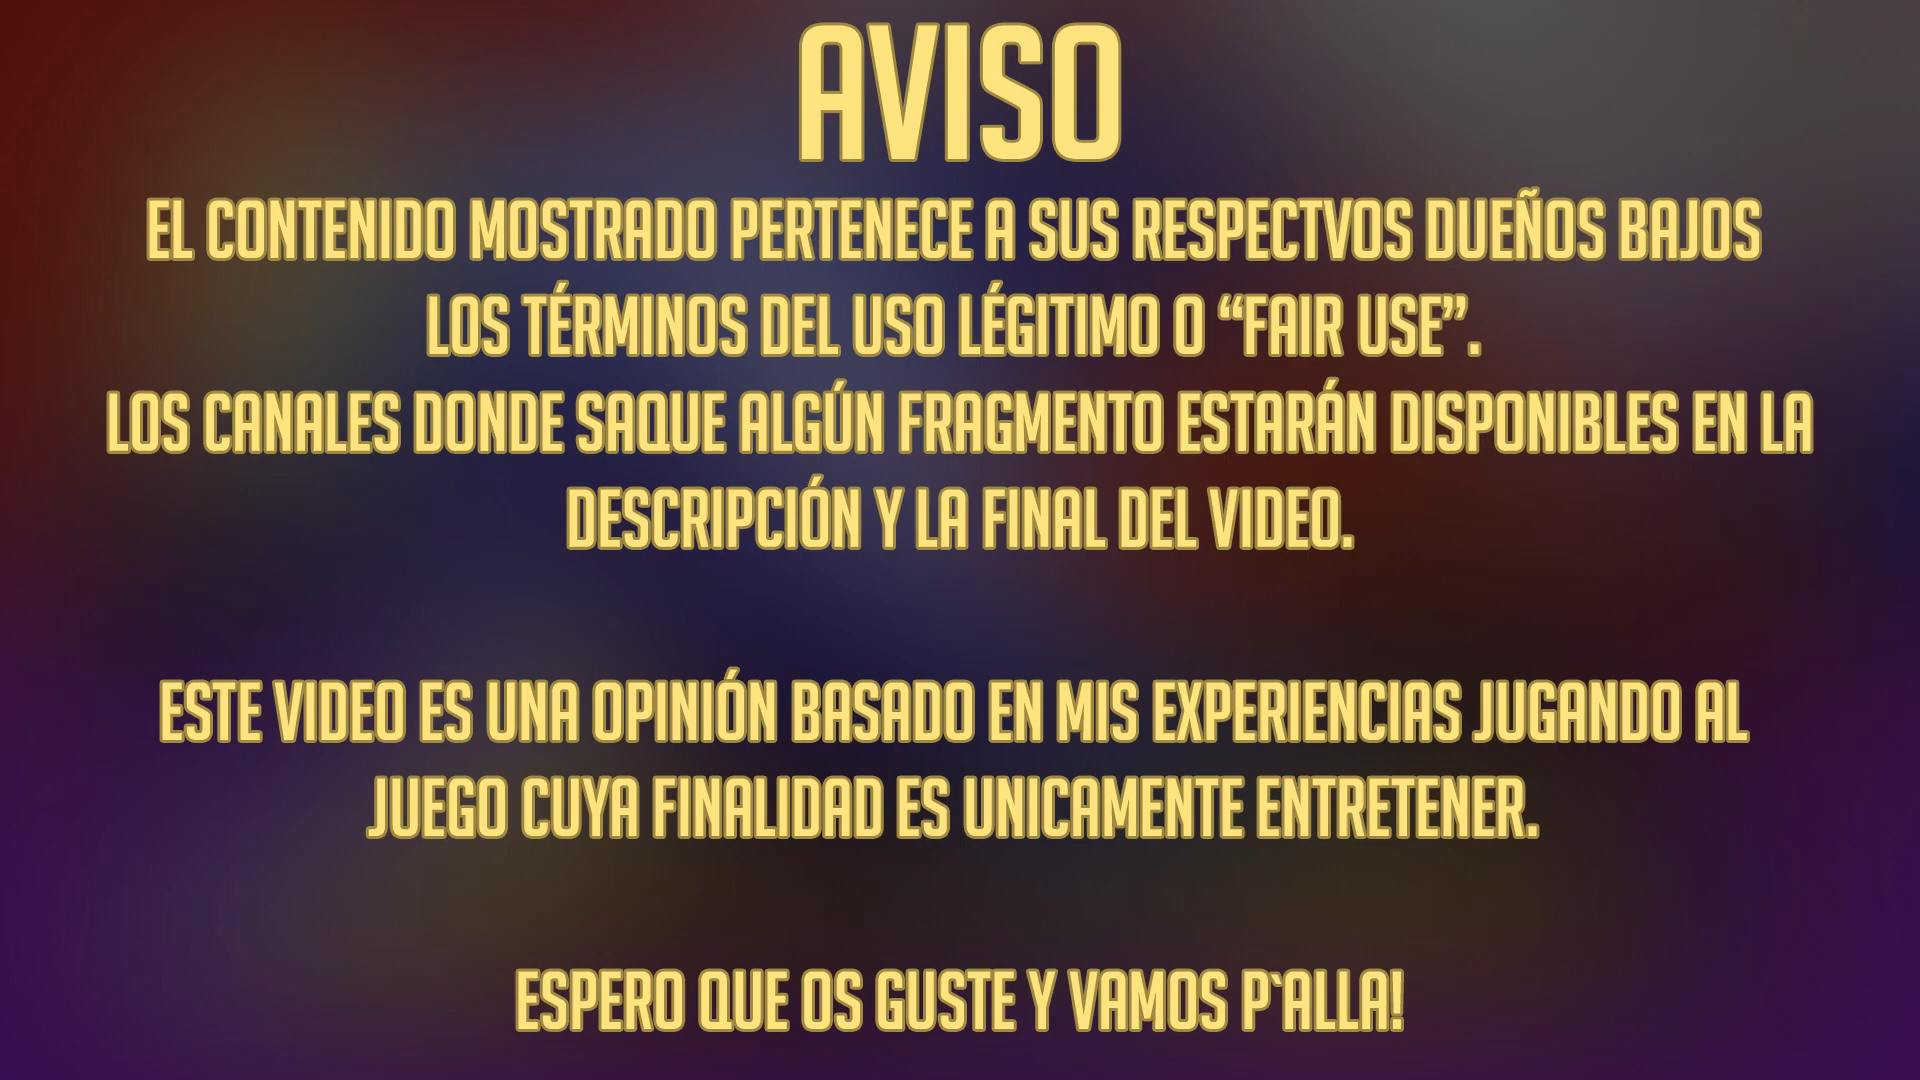 AVISO
EL CONTENIDO MOSTRADO PERTENECE A SUS RESPECTVOS DUEÑOS BAJOS
LOS TÉRMINOS DEL USO LÉGITIMO O “FAIR USE”.
LOS CANALES DONDE SAQUE ALGÚN FRAGMENTO ESTARÁN DISPONIBLES EN LA
DESCRIPCIÓN Y LA FINAL DEL VIDEO.
ESTE VIDEO ES UNA OPINIÓN BASADO EN MIS EXPERIENCIAS JUGANDO AL
JUEGO CUYA FINALIDAD ES UNICAMENTE ENTRETENER.
ESPERO QUE OS GUSTE Y VAMOS P`ALLA!